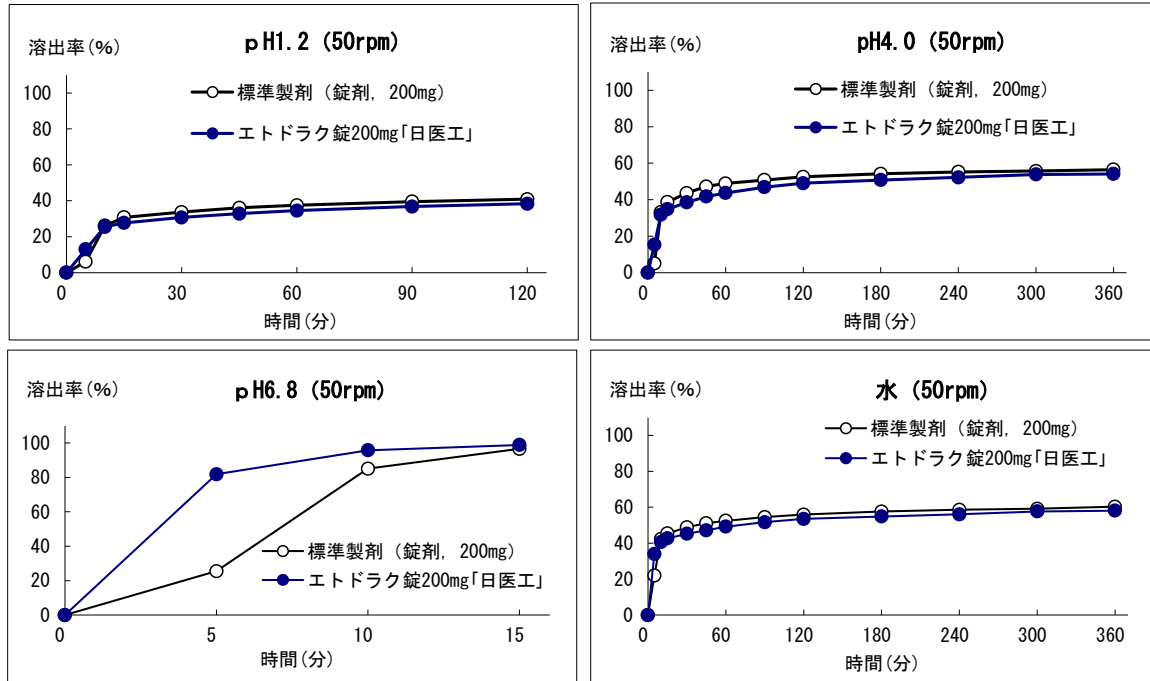 溶出率(%)
pH1.2 (50rpm)
標準製剤(錠剤, 200mg)
エトドラク錠200mg「日医工」
100
80
60
40
20
0
0 30 60 90 120
時間(分)
溶出率(%)
pH4.0 (50rpm)
標準製剤(錠剤, 200mg)
エトドラク錠200mg「日医工」
100
80
60
40
20
0
0 60 120 180 240 300 360
時間(分)
溶出率(%)
pH6.8 (50rpm)
100
80
60
40
20
0
標準製剤(錠剤, 200mg)
エトドラク錠200mg「日医工」
0 5 10 15
時間(分)
溶出率(%)
水 (50rpm)
標準製剤(錠剤, 200mg)
エトドラク錠200mg「日医工」
100
80
60
40
20
0
0 60 120 180 240 300 360
時間(分)